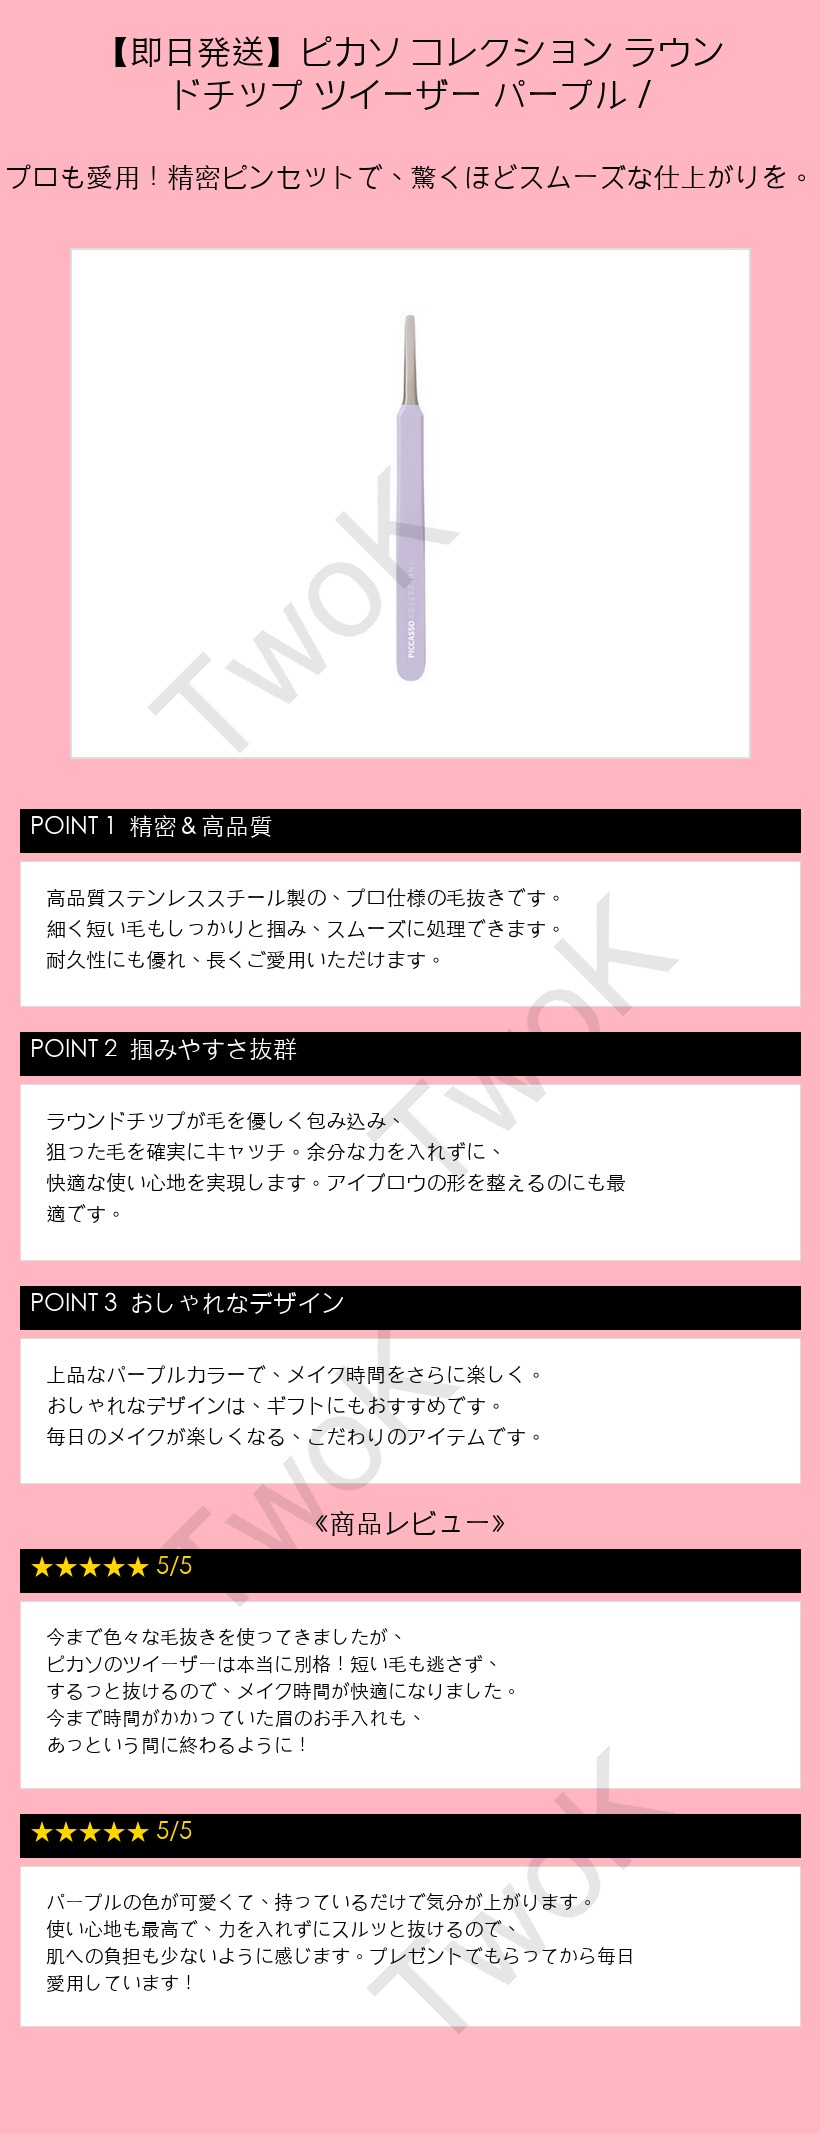 【即日発送】ピカソ コレクション ラウン
ドチップ ツイーザー パープル /
プロも愛用！精密ピンセットで、驚くほどスムーズな仕上がりを。
PICCASSO COLLEZIONI
TwoK
POINT 1 精密＆高品質
高品質ステンレススチール製の、プロ仕様の毛抜きです。
細く短い毛もしっかりと掴み、スムーズに処理できます。
耐久性にも優れ、長くご愛用いただけます。
TwoK
POINT 2 掴みやすさ抜群
ラウンドチップが毛を優しく包み込み、
狙った毛を確実にキャッチ。余分な力を入れずに、
快適な使い心地を実現します。アイブロウの形を整えるのにも最
適です。
POINT 3 おしゃれなデザイン
上品なパープルカラーで、メイク時間をさらに楽しく。
おしゃれなデザインは、ギフトにもおすすめです。
毎日のメイクが楽しくなる、こだわりのアイテムです。
TwoK
《商品レビュー》
★★★★★ 5/5
今まで色々な毛抜きを使ってきましたが、
ピカソのツイーザーは本当に別格！短い毛も逃さず、
するっと抜けるので、メイク時間が快適になりました。
今まで時間がかかっていた眉のお手入れも、
あっという間に終わるように！
★★★★★ 5/5
パープルの色が可愛くて、持っているだけで気分が上がります。
使い心地も最高で、力を入れずにスルッと抜けるので、
肌への負担も少ないように感じます。プレゼントでもらってから毎日
愛用しています！
TwoK